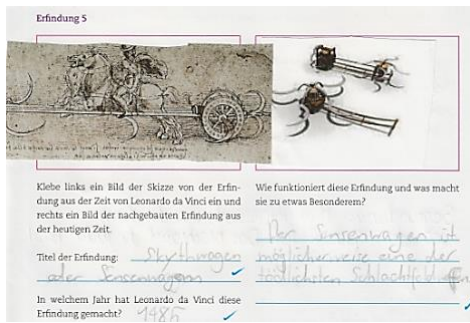 Erfindung 5
Klebe links ein Bild der Skizze von der Erfin-
dung aus der Zeit von Leonardo da Vinci ein und
rechts ein Bild der nachgebauten Erfindung aus
der heutigen Zeit.
Titel der Erfindung: Skythwagen
oder Sensenwagen
In welchem Jahr hat Leonardo da Vinci diese
Erfindung gemacht? 1485
Wie funktioniert diese Erfindung und was macht
sie zu etwas Besonderem?
Der Sensenwagen ist
möglicherweise eine der
tödlichsten Schlachtfeld